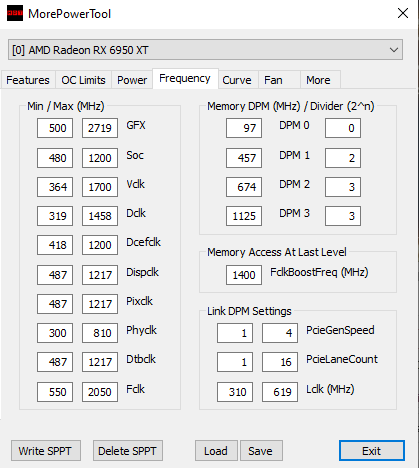 MorePowerTool
[0] AMD Radeon RX 6950 XT
Features OC Limits Power Frequency Curve Fan More
Min / Max (MHz)
500 2719 GFX
480 1200 Soc
364 1700 Vclk
319 1458 Dclk
418 1200 Dcefclk
487 1217 Dispclk
487 1217 Pixclk
300 810 Phyclk
487 1217 Dtbclk
550 2050 Fclk
Memory DPM (MHz) / Divider (2^n)
97 DPM 0 0
457 DPM 1 2
674 DPM 2 3
1125 DPM 3 3
Memory Access At Last Level
1400 FclkBoostFreq (MHz)
Link DPM Settings
1 4 PcieGenSpeed
1 16 PcieLaneCount
310 619 Lclk (MHz)
Write SPPT Delete SPPT Load Save Exit